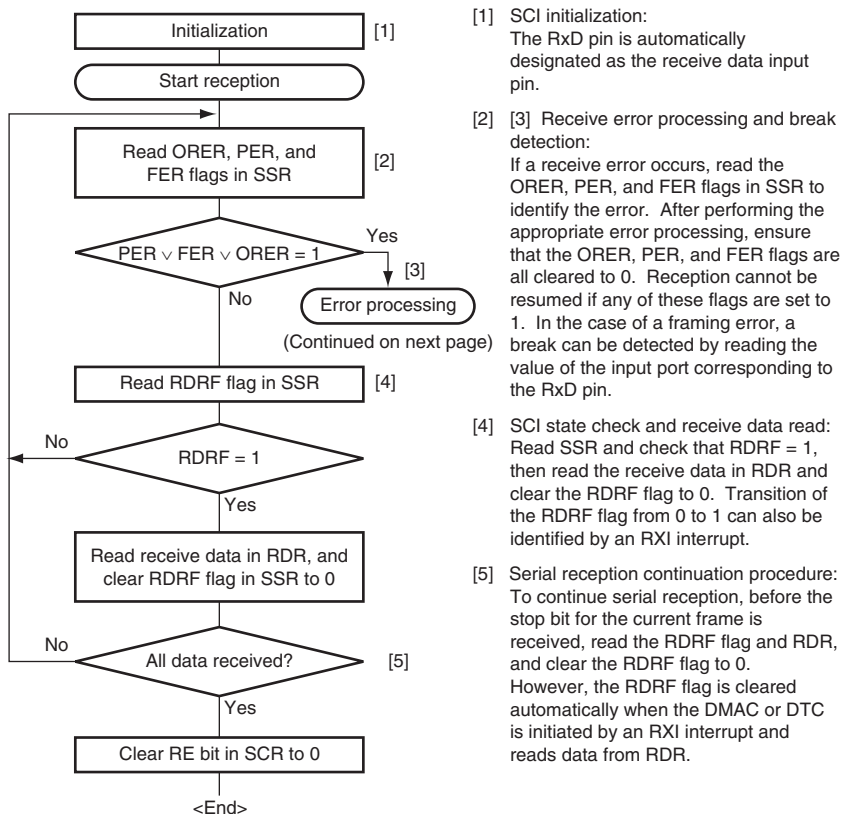 Initialization [1]
Start reception
Read ORER, PER, and
FER flags in SSR
[2]
PER ∨ FER ∨ ORER = 1
Yes
[3]
No
Error processing
(Continued on next page)
Read RDRF flag in SSR [4]
No
RDRF = 1
Yes
Read receive data in RDR, and
clear RDRF flag in SSR to 0
No
All data received? [5]
Yes
Clear RE bit in SCR to 0
<End>
[1] SCI initialization:
The RxD pin is automatically
designated as the receive data input
pin.
[2] [3] Receive error processing and break
detection:
If a receive error occurs, read the
ORER, PER, and FER flags in SSR to
identify the error. After performing the
appropriate error processing, ensure
that the ORER, PER, and FER flags are
all cleared to 0. Reception cannot be
resumed if any of these flags are set to
1. In the case of a framing error, a
break can be detected by reading the
value of the input port corresponding to
the RxD pin.
[4] SCI state check and receive data read:
Read SSR and check that RDRF = 1,
then read the receive data in RDR and
clear the RDRF flag to 0. Transition of
the RDRF flag from 0 to 1 can also be
identified by an RXI interrupt.
[5] Serial reception continuation procedure:
To continue serial reception, before the
stop bit for the current frame is
received, read the RDRF flag and RDR,
and clear the RDRF flag to 0.
However, the RDRF flag is cleared
automatically when the DMAC or DTC
is initiated by an RXI interrupt and
reads data from RDR.